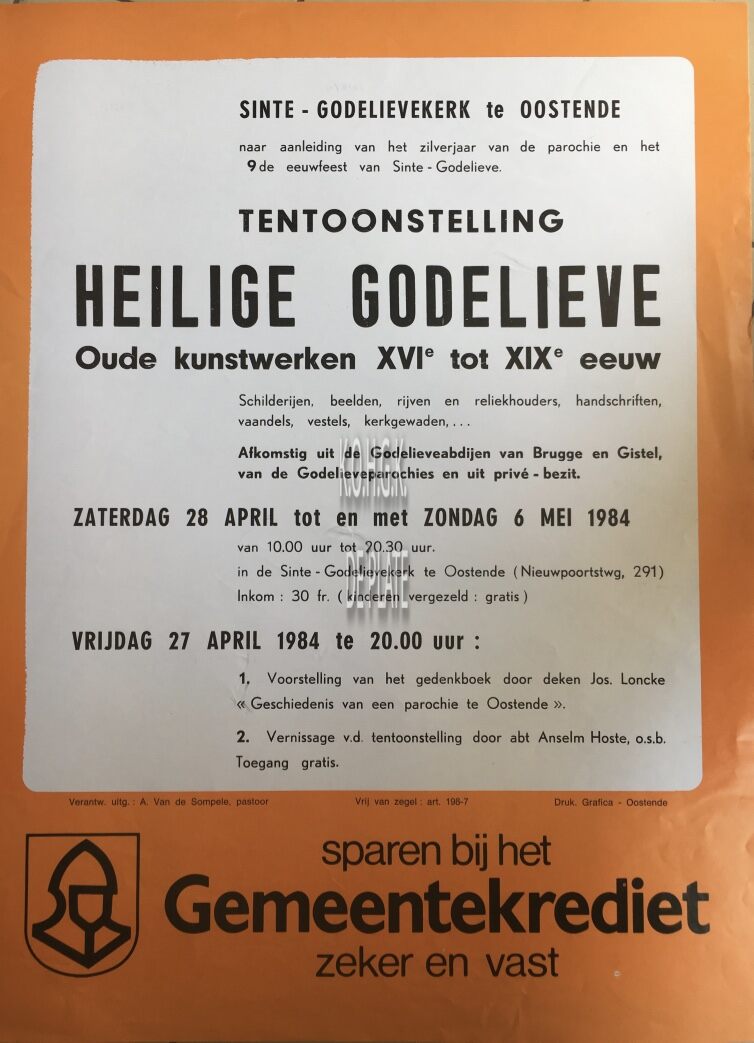 SINTE - GODELIEVEKERK te OOSTENDE
naar aanleiding van het zilverjaar van de parochie en het
9de eeuwfeest van Sinte - Godelieve.
TENTOONSTELLING
HEILIGE GODELIEVE
Oude kunstwerken XVIe tot XIXe eeuw
Schilderijen, beelden, rijven en reliekhouders, handschriften,
vaandels, vestels, kerkgewaden, ...
Afkomstig uit de Godelieveabdijen van Brugge en Gistel,
van de Godelieveparochies en uit privé - bezit.
K.O.H.G.K.
ZATERDAG 28 APRIL tot en met ZONDAG 6 MEI 1984
van 10.00 uur tot 20.30 uur.
in de Sinte - Godelievekerk te Oostende ( Nieuwpoortstwg, 291 )
DE PLATE
Inkom : 30 fr. ( kinderen vergezeld : gratis )
VRIJDAG 27 APRIL 1984 te 20.00 uur :
1. Voorstelling van het gedenkboek door deken Jos. Loncke
« Geschiedenis van een parochie te Oostende ».
2. Vernissage v.d. tentoonstelling door abt Anselm Hoste, o.s.b.
Toegang gratis.
Verantw. uitg. : A. Van de Sompele, pastoor Vrij van zegel : art. 198-7 Druk. Grafica - Oostende
sparen bij het
Gemeentekrediet
zeker en vast